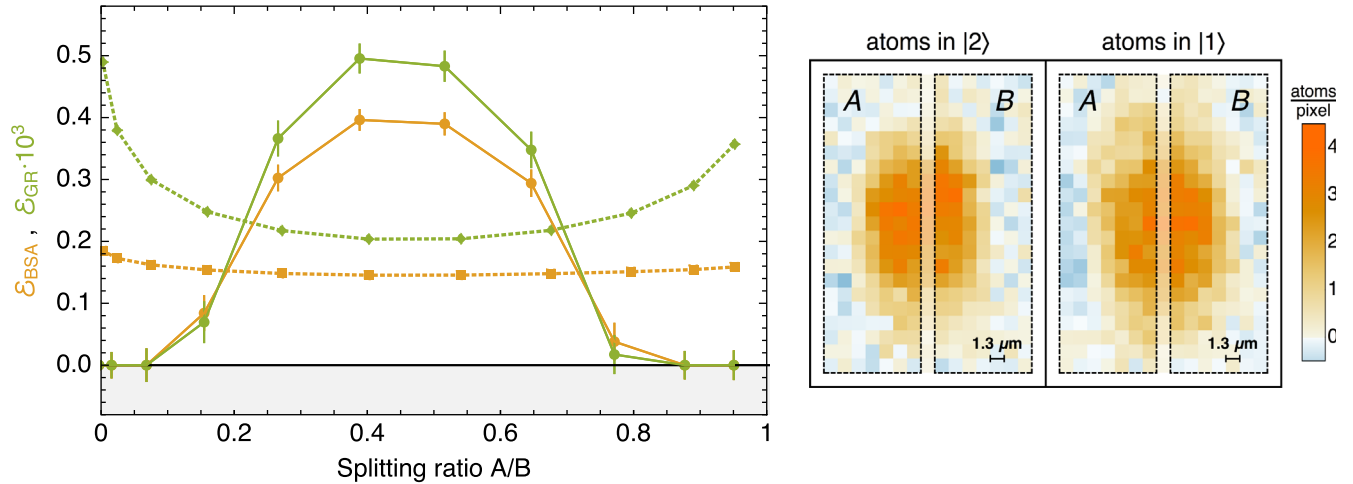 ℰBSA , ℰGR·10³
0.5
0.4
0.3
0.2
0.1
0.0
0
0.2
0.4
0.6
0.8
1
Splitting ratio A/B
atoms in |2⟩
atoms in |1⟩
A
B
A
B
1.3 μm
1.3 μm
atoms
pixel
4
3
2
1
0